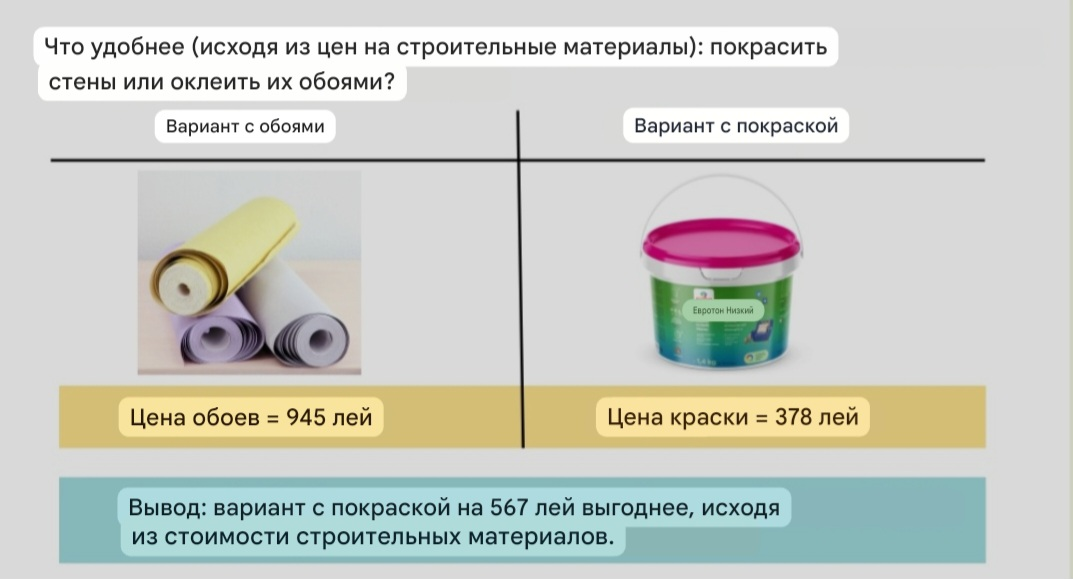 Что удобнее (исходя из цен на строительные материалы): покрасить
стены или оклеить их обоями?
Вариант с обоями
Вариант с покраской
Евротон Низкий
Цена обоев = 945 лей
Цена краски = 378 лей
Вывод: вариант с покраской на 567 лей выгоднее, исходя
из стоимости строительных материалов.